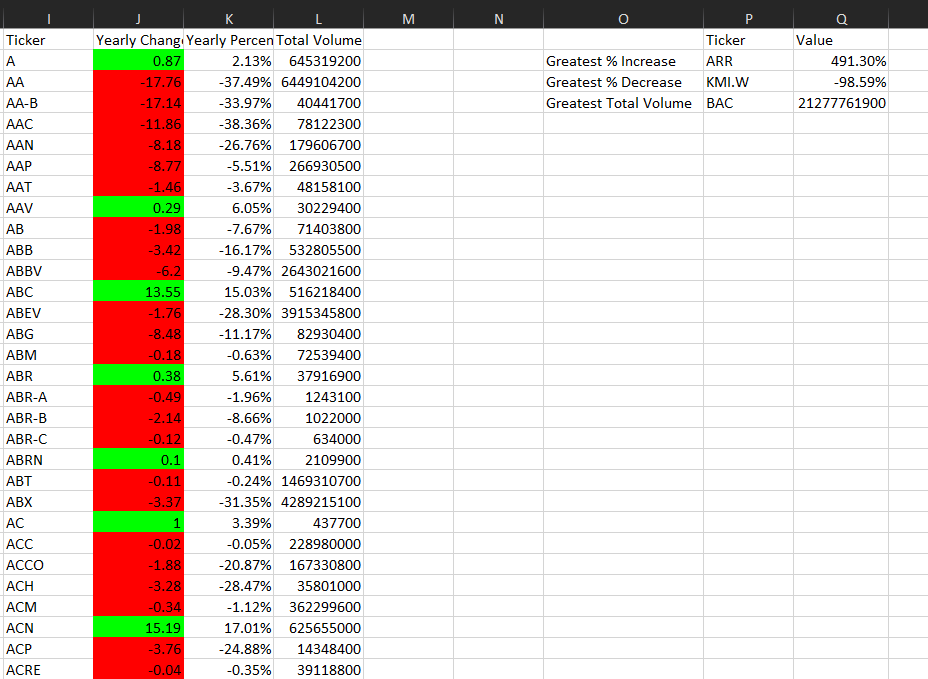 I J K L M N O P Q
Ticker Yearly Chang Yearly Percen Total Volume Ticker Value
A 0.87 2.13% 645319200 Greatest % Increase ARR 491.30%
AA -17.76 -37.49% 6449104200 Greatest % Decrease KMI.W -98.59%
AA-B -17.14 -33.97% 40441700 Greatest Total Volume BAC 21277761900
AAC -11.86 -38.36% 78122300
AAN -8.18 -26.76% 179606700
AAP -8.77 -5.51% 266930500
AAT -1.46 -3.67% 48158100
AAV 0.29 6.05% 30229400
AB -1.98 -7.67% 71403800
ABB -3.42 -16.17% 532805500
ABBV -6.2 -9.47% 2643021600
ABC 13.55 15.03% 516218400
ABEV -1.76 -28.30% 3915345800
ABG -8.48 -11.17% 82930400
ABM -0.18 -0.63% 72539400
ABR 0.38 5.61% 37916900
ABR-A -0.49 -1.96% 1243100
ABR-B -2.14 -8.66% 1022000
ABR-C -0.12 -0.47% 634000
ABRN 0.1 0.41% 2109900
ABT -0.11 -0.24% 1469310700
ABX -3.37 -31.35% 4289215100
AC 1 3.39% 437700
ACC -0.02 -0.05% 228980000
ACCO -1.88 -20.87% 167330800
ACH -3.28 -28.47% 35801000
ACM -0.34 -1.12% 362299600
ACN 15.19 17.01% 625655000
ACP -3.76 -24.88% 14348400
ACRE -0.04 -0.35% 39118800